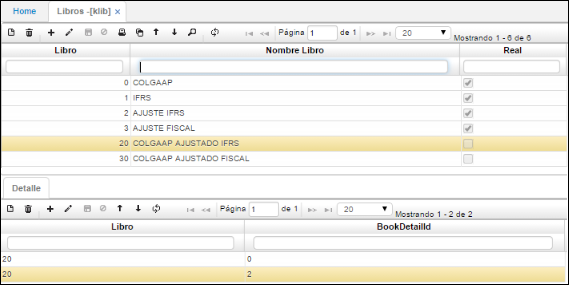 Home Libros -[klib] ×
Página 1 de 1 20 Mostrando 1 - 6 de 6
Libro Nombre Libro Real
0 COLGAAP
1 IFRS
2 AJUSTE IFRS
3 AJUSTE FISCAL
20 COLGAAP AJUSTADO IFRS
30 COLGAAP AJUSTADO FISCAL
Detalle
Página 1 de 1 20 Mostrando 1 - 2 de 2
Libro BookDetailId
20 0
20 2